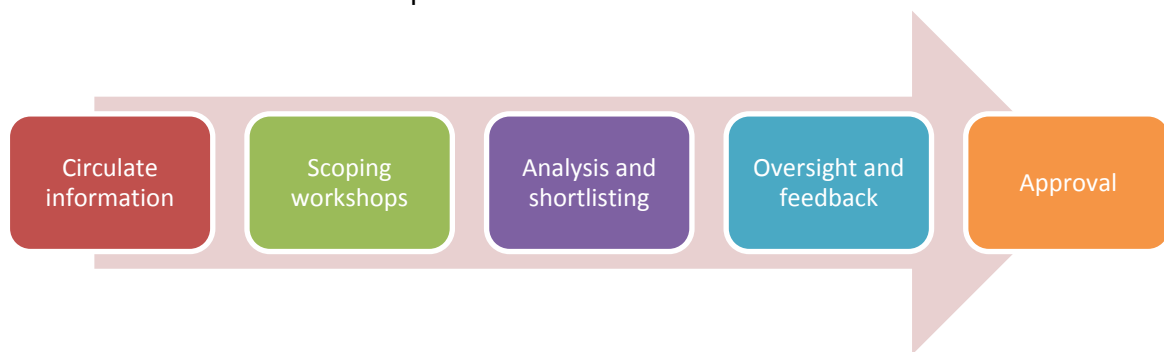 Circulate
information
Scoping
workshops
Analysis and
shortlisting
Oversight and
feedback
Approval